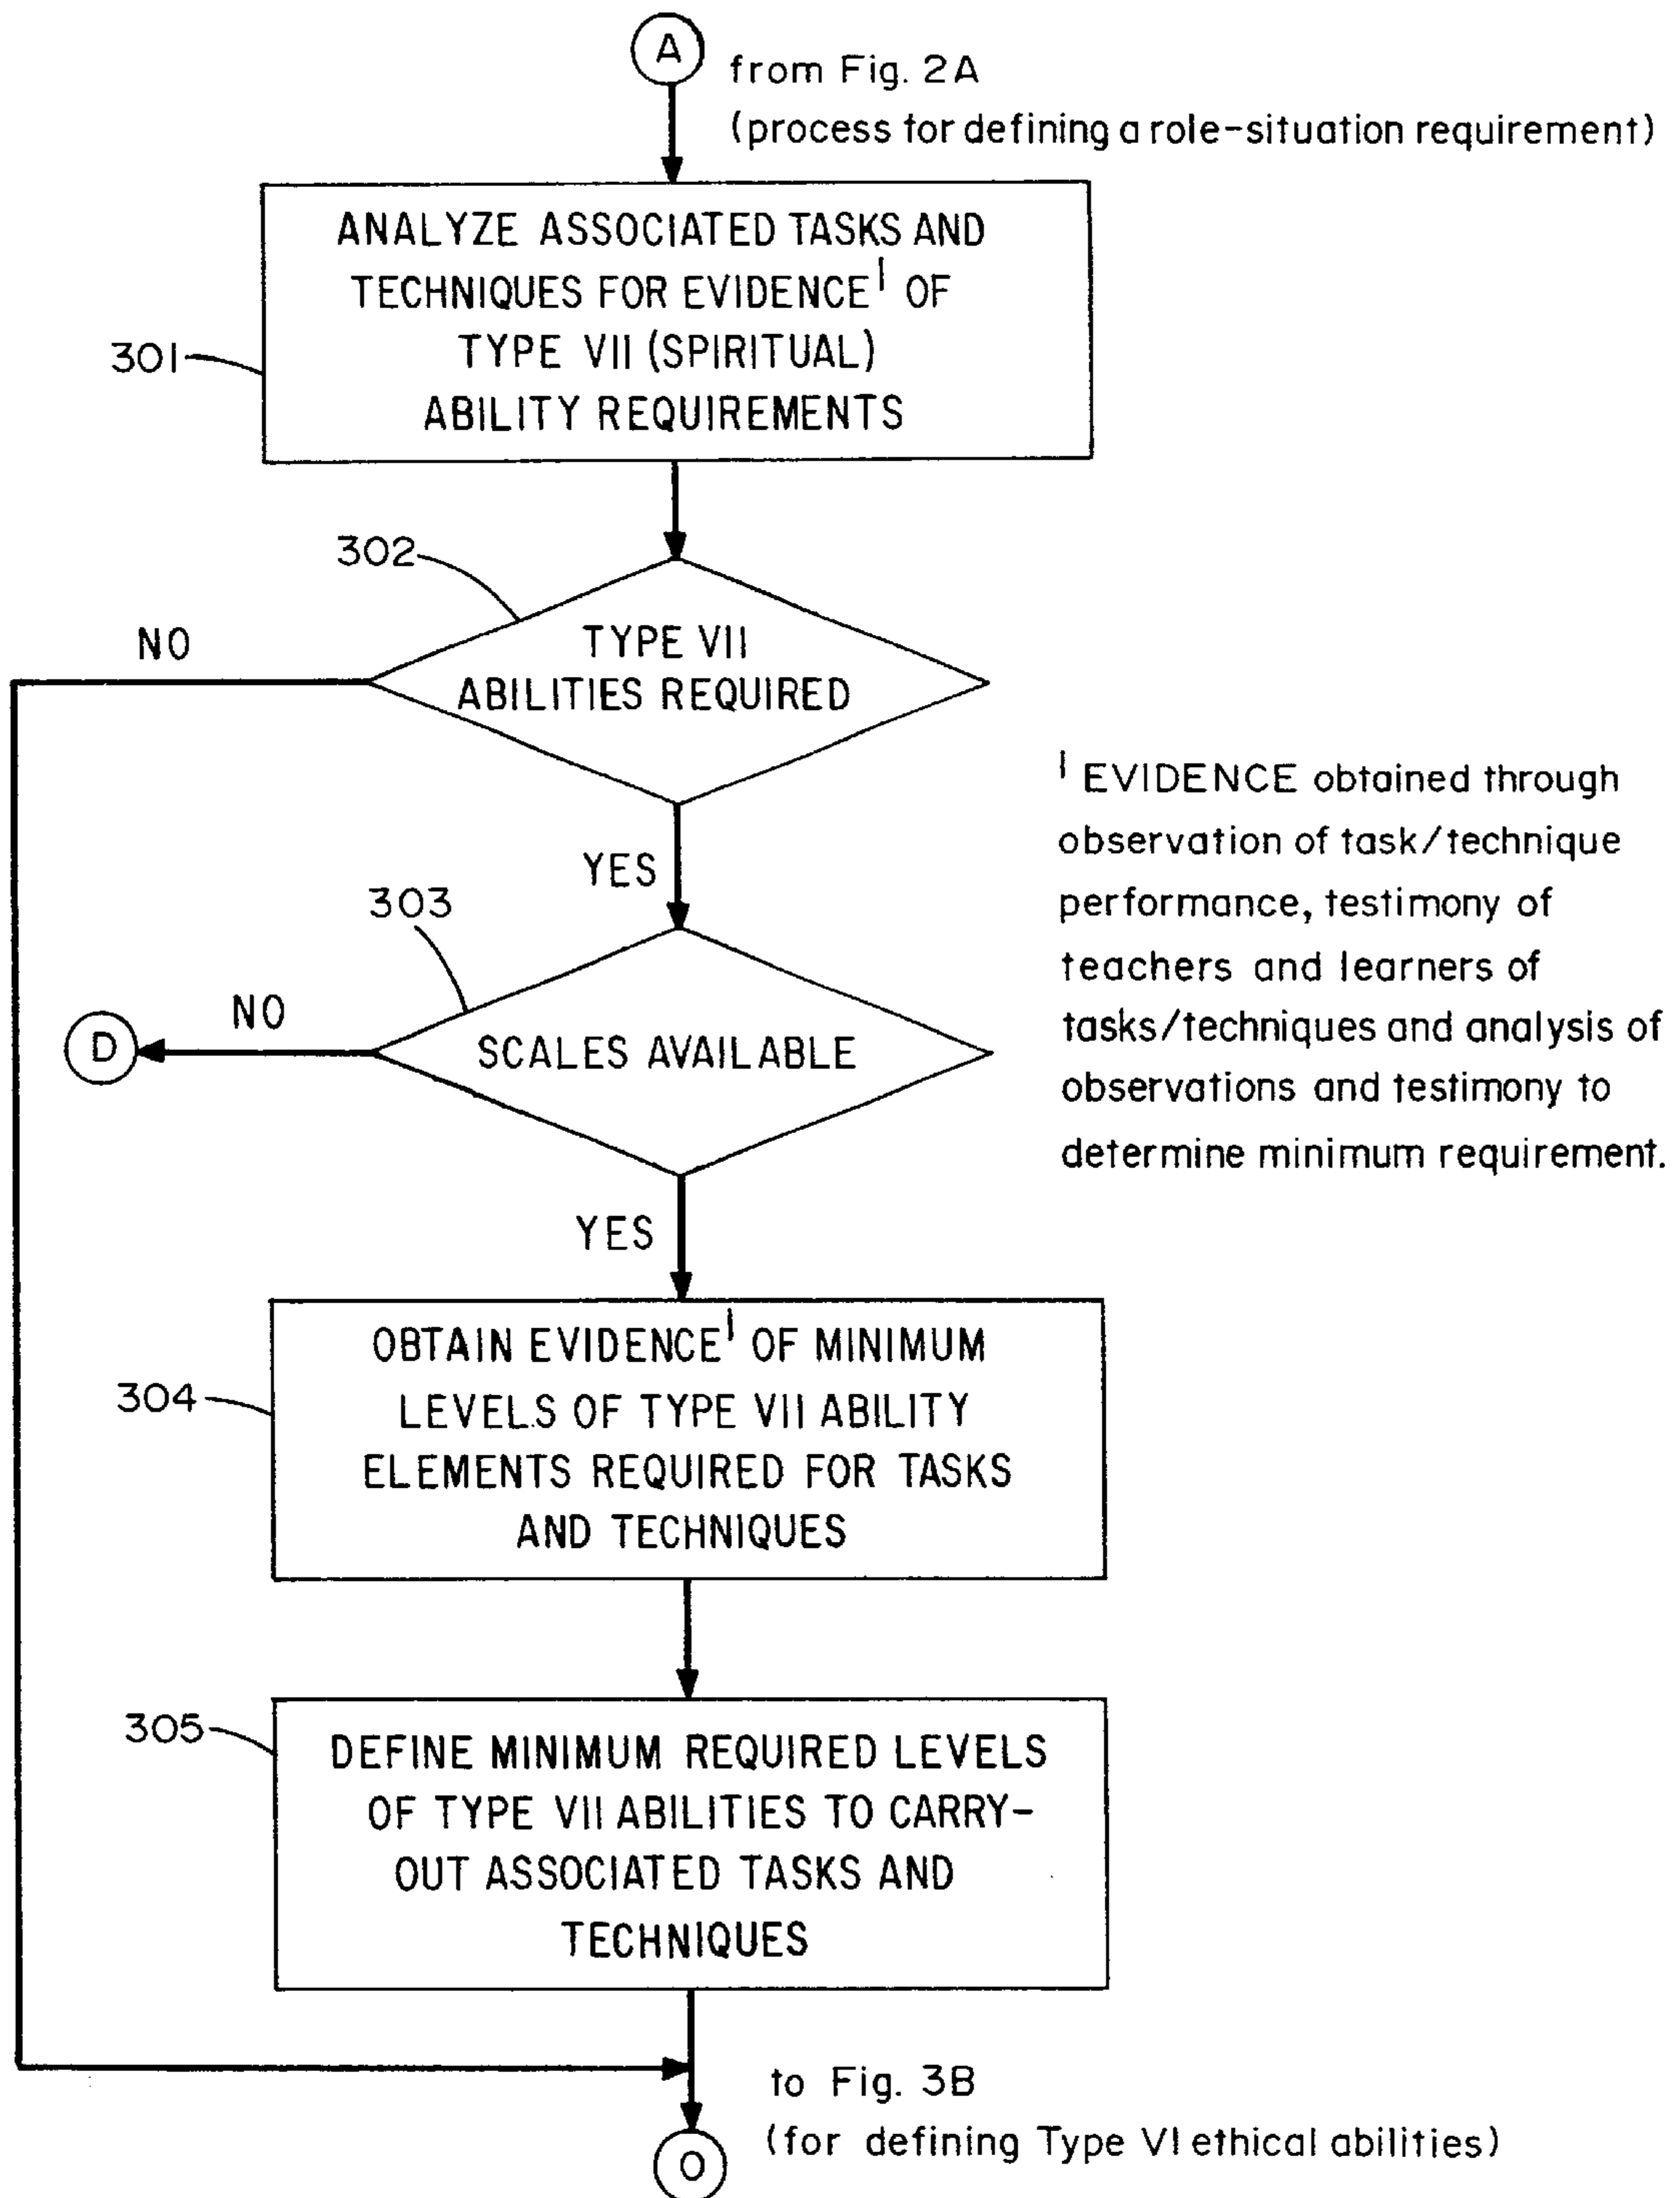 A
from Fig. 2A
(process for defining a role-situation requirement)
ANALYZE ASSOCIATED TASKS AND
TECHNIQUES FOR EVIDENCE¹ OF
TYPE VII (SPIRITUAL)
ABILITY REQUIREMENTS
301
302
TYPE VII
ABILITIES REQUIRED
NO
YES
¹ EVIDENCE obtained through
observation of task/technique
performance, testimony of
teachers and learners of
tasks/techniques and analysis of
observations and testimony to
determine minimum requirement.
303
SCALES AVAILABLE
NO
D
YES
304
OBTAIN EVIDENCE¹ OF MINIMUM
LEVELS OF TYPE VII ABILITY
ELEMENTS REQUIRED FOR TASKS
AND TECHNIQUES
305
DEFINE MINIMUM REQUIRED LEVELS
OF TYPE VII ABILITIES TO CARRY-
OUT ASSOCIATED TASKS AND
TECHNIQUES
to Fig. 3B
(for defining Type VI ethical abilities)
O